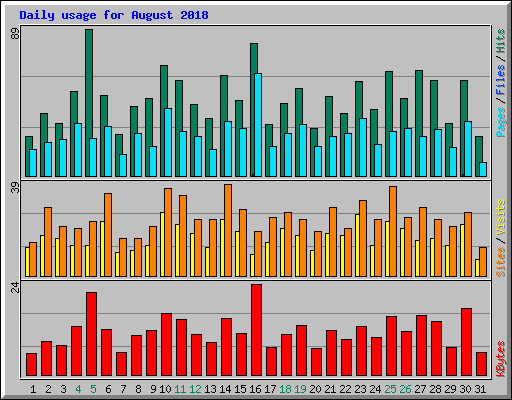 Daily usage for August 2018
89
39
24
Pages / Files / Hits
Sites / Visits
KBytes
1 2 3 4 5 6 7 8 9 10 11 12 13 14 15 16 17 18 19 20 21 22 23 24 25 26 27 28 29 30 31